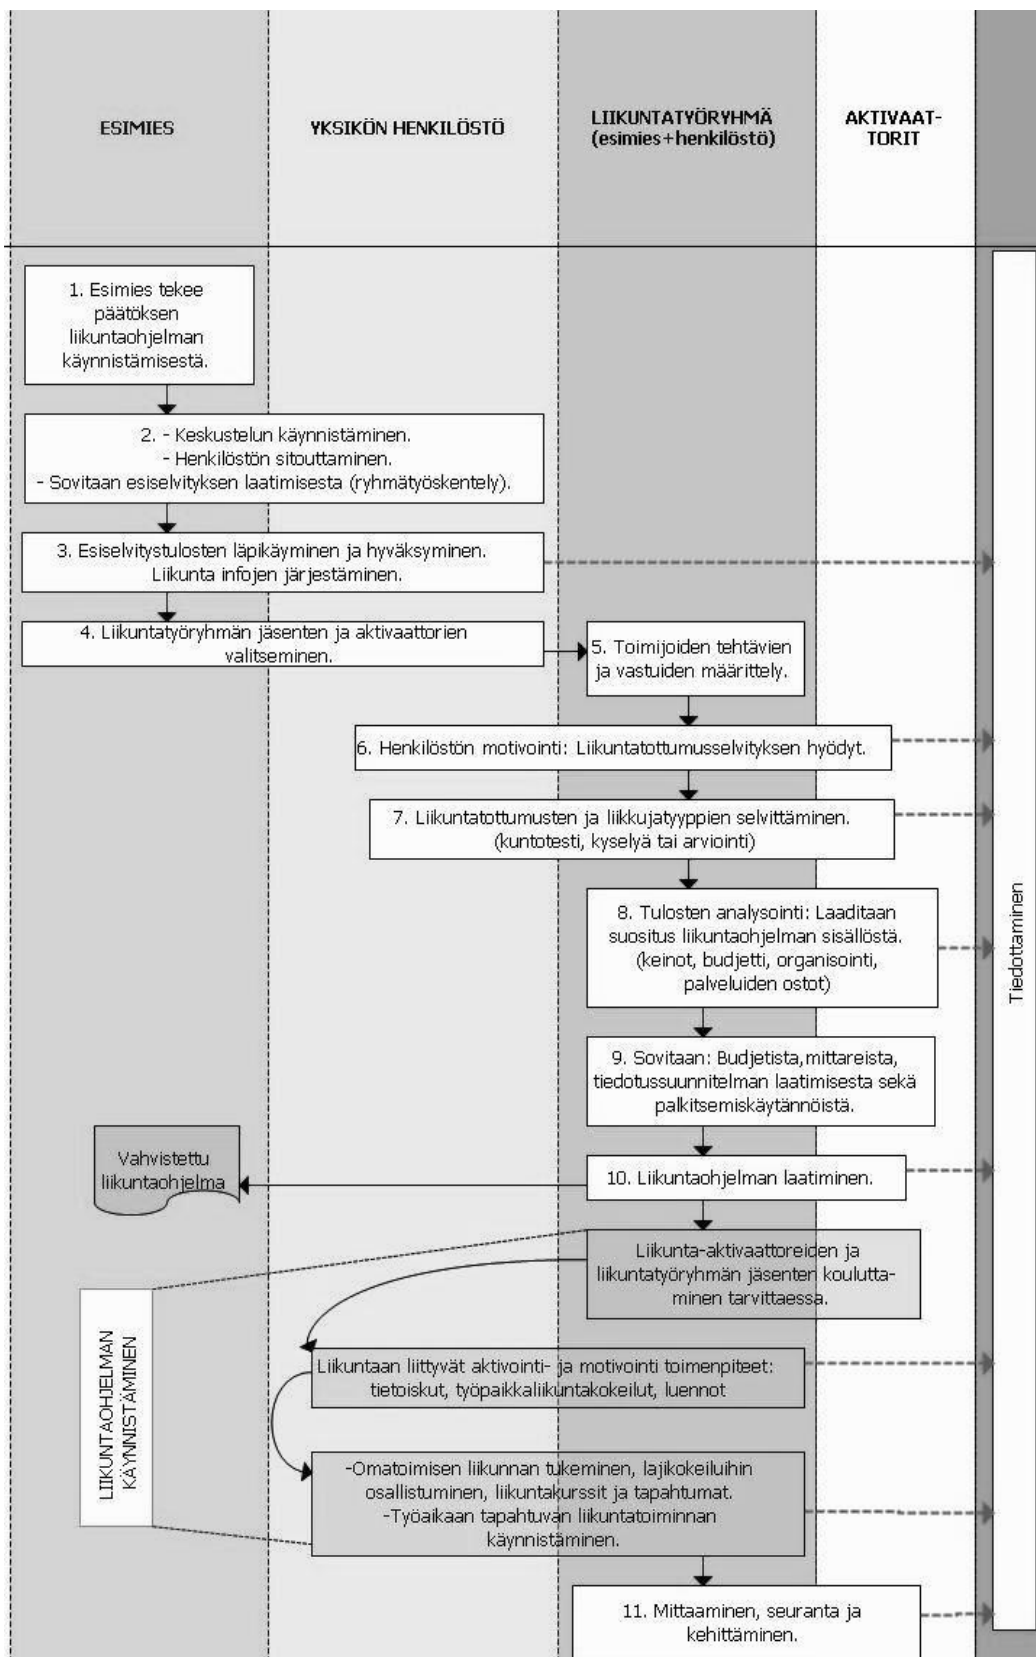 ESIMIES
YKSIKÖN HENKILÖSTÖ
LIIKUNTATYÖRYHMÄ
(esimies+henkilöstö)
AKTIVAAT-
TORIT
1. Esimies tekee
päätöksen
liikuntaohjelman
käynnistämisestä.
2. - Keskustelun käynnistäminen.
- Henkilöstön sitouttaminen.
- Sovitaan esiselvityksen laatimisesta (ryhmätyöskentely).
3. Esiselvitystulosten läpikäyminen ja hyväksyminen.
Liikunta infojen järjestäminen.
4. Liikuntatyöryhmän jäsenten ja aktivaattorien
valitseminen.
5. Toimijoiden tehtävien
ja vastuiden määrittely.
6. Henkilöstön motivointi: Liikuntatottumusselvityksen hyödyt.
7. Liikuntatottumusten ja liikkujatyyppien selvittäminen.
(kuntotesti, kyselyä tai arviointi)
8. Tulosten analysointi: Laaditaan
suositus liikuntaohjelman sisällöstä.
(keinot, budjetti, organisointi,
palveluiden ostot)
Tiedottaminen
9. Sovitaan: Budjetista,mittareista,
tiedotussuunnitelman laatimisesta sekä
palkitsemiskäytännöistä.
Vahvistettu
liikuntaohjelma
10. Liikuntaohjelman laatiminen.
Liikunta-aktivaattoreiden ja
liikuntatyöryhmän jäsenten koulutta-
minen tarvittaessa.
LIIKUNTAOHJELMAN
KÄYNNISTÄMINEN
Liikuntaan liittyvät aktivointi- ja motivointi toimenpiteet:
tietoiskut, työpaikkaliikuntakokeilut, luennot
-Omatoimisen liikunnan tukeminen, lajikokeiluihin
osallistuminen, liikuntakurssit ja tapahtumat.
-Työaikaan tapahtuvan liikuntatoiminnan
käynnistäminen.
11. Mittaaminen, seuranta ja
kehittäminen.